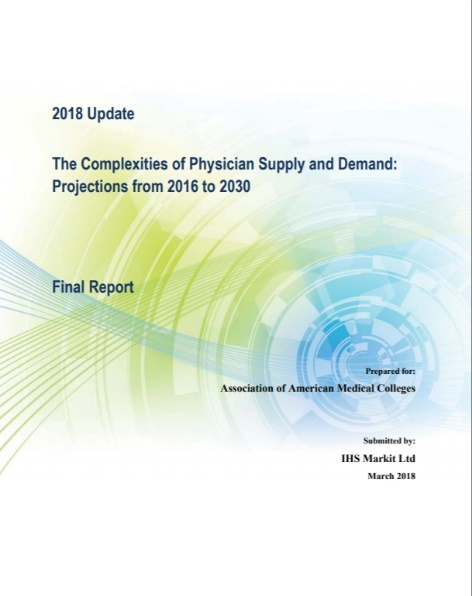 2018 Update
The Complexities of Physician Supply and Demand:
Projections from 2016 to 2030
Final Report
Prepared for:
Association of American Medical Colleges
Submitted by:
IHS Markit Ltd
March 2018